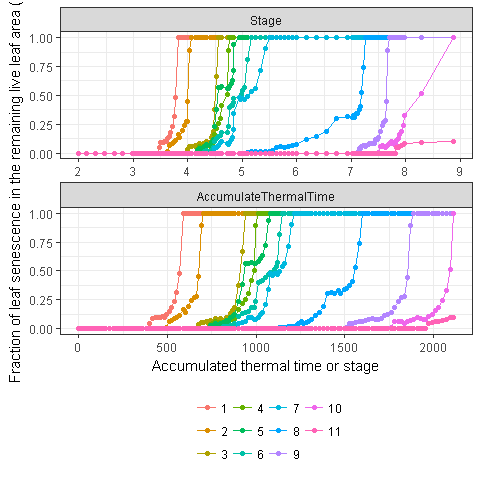 Stage
1.00
0.75
0.50
0.25
0.00
2 3 4 5 6 7 8 9
AccumulateThermalTime
1.00
0.75
0.50
0.25
0.00
0 500 1000 1500 2000
Accumulated thermal time or stage
Fraction of leaf senescence in the remaining live leaf area (
1 4 7 10
2 5 8 11
3 6 9